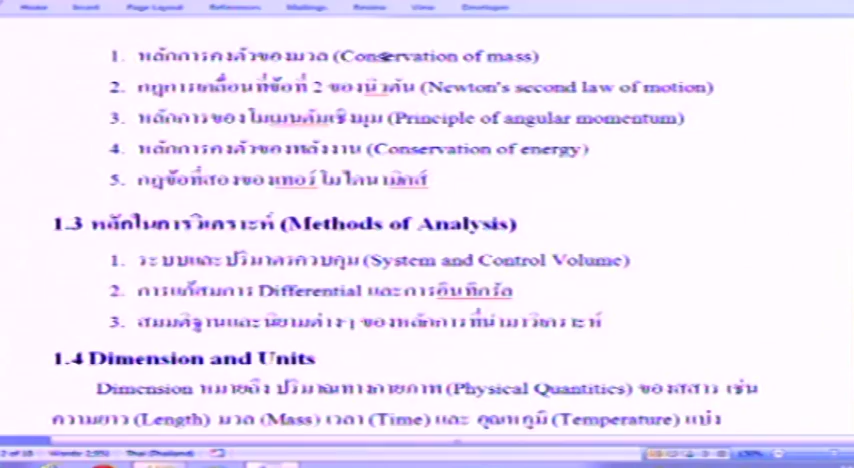 Home Insert Page Layout References Mailings Review View Developer
1. หลักการคงตัวของมวล (Conservation of mass)
2. กฎการเคลื่อนที่ข้อที่ 2 ของนิวตัน (Newton's second law of motion)
3. หลักการของโมเมนตัมเชิงมุม (Principle of angular momentum)
4. หลักการคงตัวของพลังงาน (Conservation of energy)
5. กฎข้อที่สองของเทอร์โมไดนามิกส์
1.3 หลักในการวิเคราะห์ (Methods of Analysis)
1. ระบบและปริมาตรควบคุม (System and Control Volume)
2. การแก้สมการ Differential และการอินทิกรัล
3. สมมติฐานและนิยามต่างๆ ของหลักการที่นำมาวิเคราะห์
1.4 Dimension and Units
Dimension หมายถึง ปริมาณทางกายภาพ (Physical Quantities) ของสสาร เช่น
ความยาว (Length) มวล (Mass) เวลา (Time) และ คุณหภูมิ (Temperature) แบ่ง
Thai (Thailand)